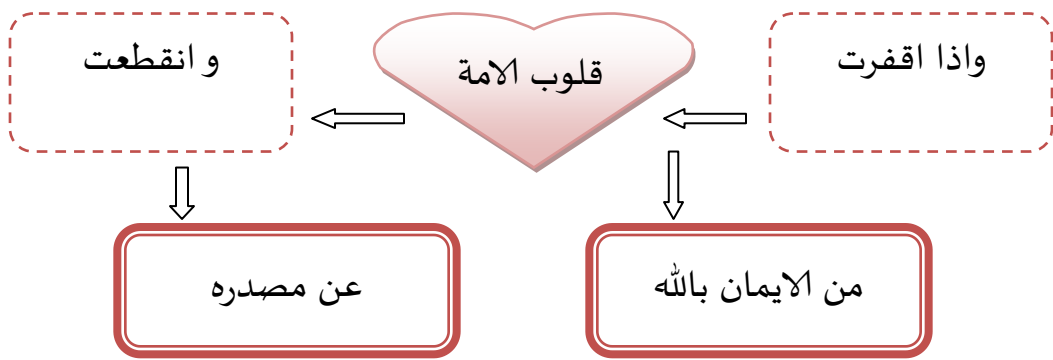 واذا اقفرت
قلوب الامة
و انقطعت
من الايمان بالله
عن مصدره